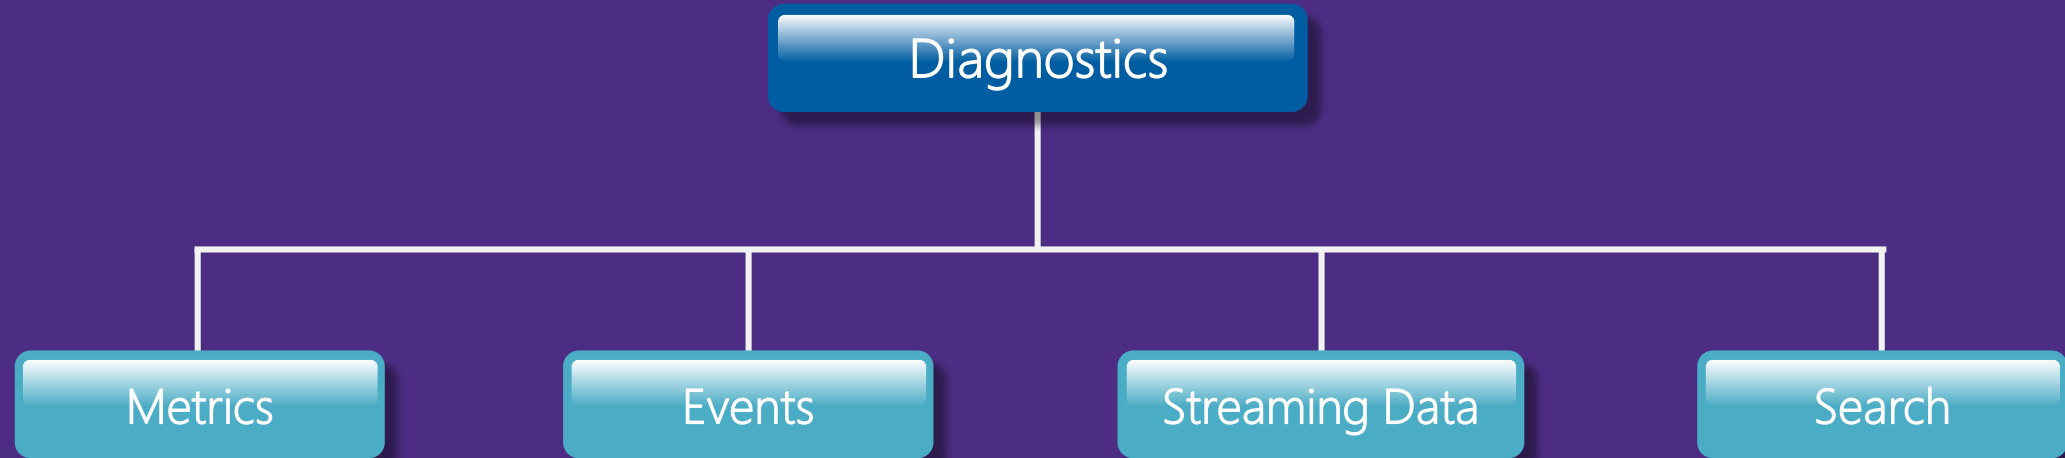 Diagnostics
Metrics
Events
Streaming Data
Search